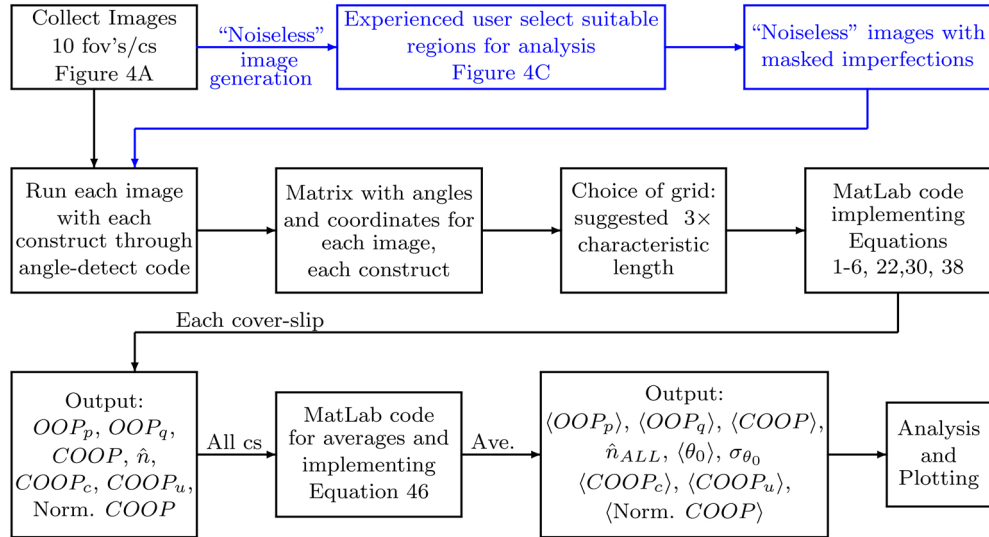 Collect Images
10 fov's/cs
Figure 4A
“Noiseless”
image
generation
Experienced user select suitable
regions for analysis
Figure 4C
“Noiseless” images with
masked imperfections
Run each image
with each
construct through
angle-detect code
Matrix with angles
and coordinates for
each image,
each construct
Choice of grid:
suggested 3×
characteristic
length
MatLab code
implementing
Equations
1-6, 22,30, 38
Each cover-slip
Output:
OOP_p, OOP_q,
COOP, n̂,
COOP_c, COOP_u,
Norm. COOP
All cs
MatLab code
for averages and
implementing
Equation 46
Ave.
Output:
⟨OOP_p⟩, ⟨OOP_q⟩, ⟨COOP⟩,
n̂_ALL, ⟨θ_0⟩, σ_θ_0
⟨COOP_c⟩, ⟨COOP_u⟩,
⟨Norm. COOP⟩
Analysis
and
Plotting